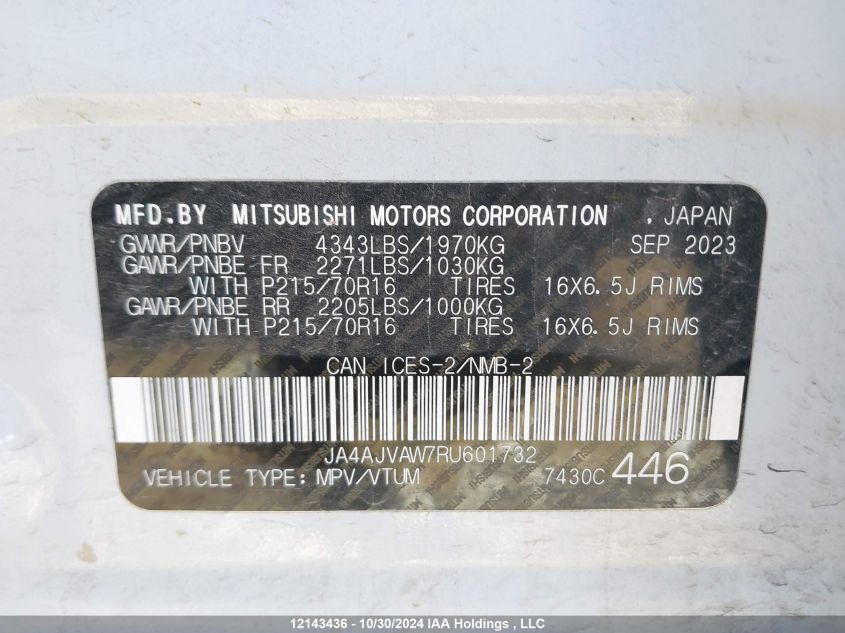 MFD.BY MITSUBISHI MOTORS CORPORATION , JAPAN
GVWR/PNBV 4343LBS/1970KG SEP 2023
GAWR/PNBE FR 2271LBS/1030KG
WITH P215/70R16 TIRES 16X6.5J RIMS
GAWR/PNBE RR 2205LBS/1000KG
WITH P215/70R16 TIRES 16X6.5J RIMS
CAN ICES-2/NMB-2
JA4AJVAW7RU601732
VEHICLE TYPE: MPV/VTUM 7430C 446
12143436 - 10/30/2024 IAA Holdings , LLC